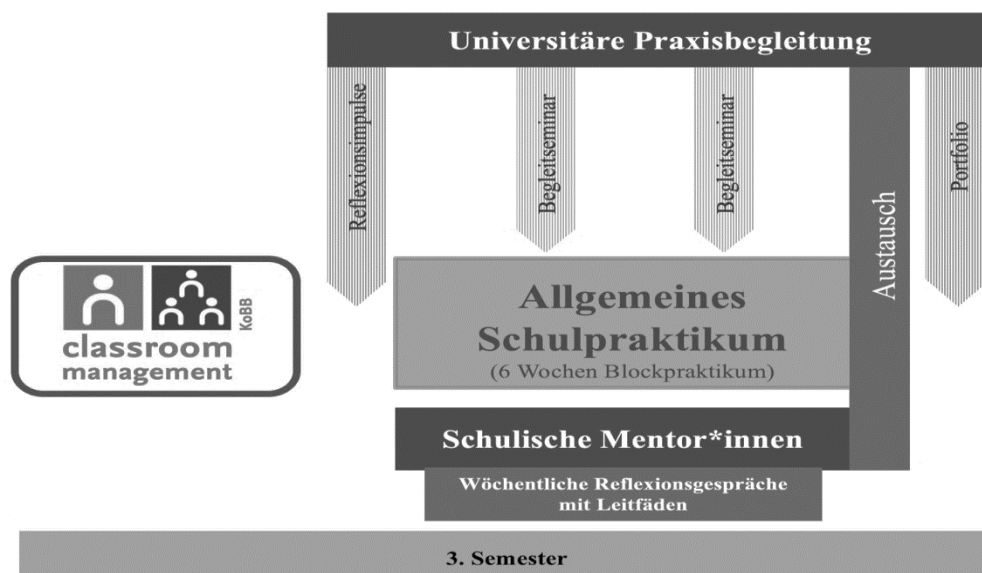 Universitäre Praxisbegleitung
Reflexionsimpulse
Begleitseminar
Begleitseminar
Austausch
Portfolio
KoBB
classroom
management
Allgemeines
Schulpraktikum
(6 Wochen Blockpraktikum)
Schulische Mentor*innen
Wöchentliche Reflexionsgespräche
mit Leitfäden
3. Semester